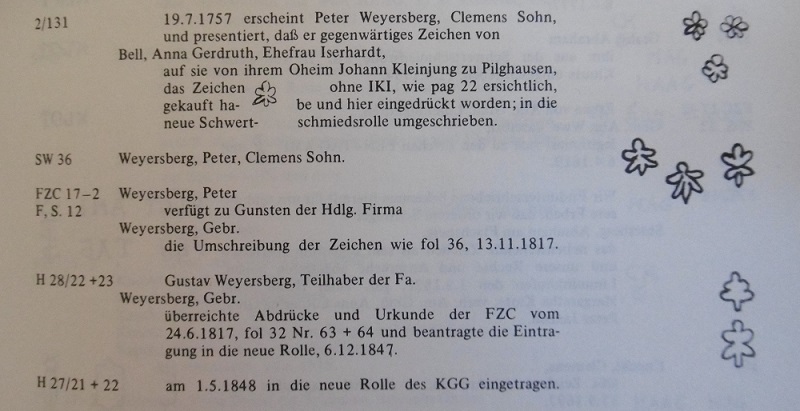 2/131 19.7.1757 erscheint Peter Weyersberg, Clemens Sohn,
und presentiert, daß er gegenwärtiges Zeichen von
Bell, Anna Gerdruth, Ehefrau Iserhardt,
auf sie von ihrem Oheim Johann Kleinjung zu Pilghausen,
das Zeichen ohne IKI, wie pag 22 ersichtlich,
gekauft ha- be und hier eingedrückt worden; in die
neue Schwert- schmiedsrolle umgeschrieben.
SW 36 Weyersberg, Peter, Clemens Sohn.
FZC 17–2 Weyersberg, Peter
F, S. 12 verfügt zu Gunsten der Hdlg. Firma
Weyersberg, Gebr.
die Umschreibung der Zeichen wie fol 36, 13.11.1817.
H 28/22 +23 Gustav Weyersberg, Teilhaber der Fa.
Weyersberg, Gebr.
überreichte Abdrücke und Urkunde der FZC vom
24.6.1817, fol 32 Nr. 63 + 64 und beantragte die Eintra-
gung in die neue Rolle, 6.12.1847.
H 27/21 + 22 am 1.5.1848 in die neue Rolle des KGG eingetragen.